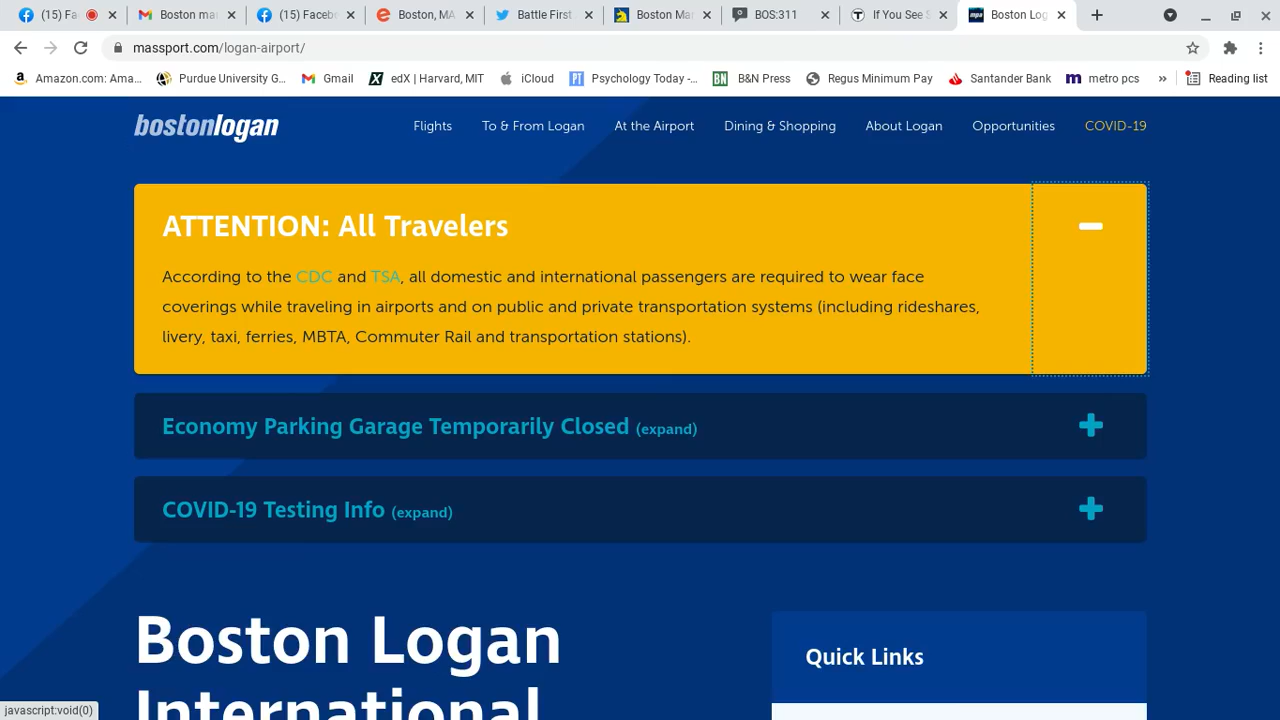 (15) Fa
Boston mar
(15) Faceb
Boston, MA
Battle First
Boston Mar
BOS:311
If You See S
Boston Log
massport.com/logan-airport/
Amazon.com: Ama...
Purdue University G...
Gmail
edX | Harvard, MIT
iCloud
Psychology Today -...
B&N Press
Regus Minimum Pay
Santander Bank
metro pcs
»
Reading list
bostonlogan
Flights
To & From Logan
At the Airport
Dining & Shopping
About Logan
Opportunities
COVID-19
ATTENTION: All Travelers
According to the CDC and TSA, all domestic and international passengers are required to wear face
coverings while traveling in airports and on public and private transportation systems (including rideshares,
livery, taxi, ferries, MBTA, Commuter Rail and transportation stations).
Economy Parking Garage Temporarily Closed (expand)
COVID-19 Testing Info (expand)
Boston Logan
International
Quick Links
javascript:void(0)